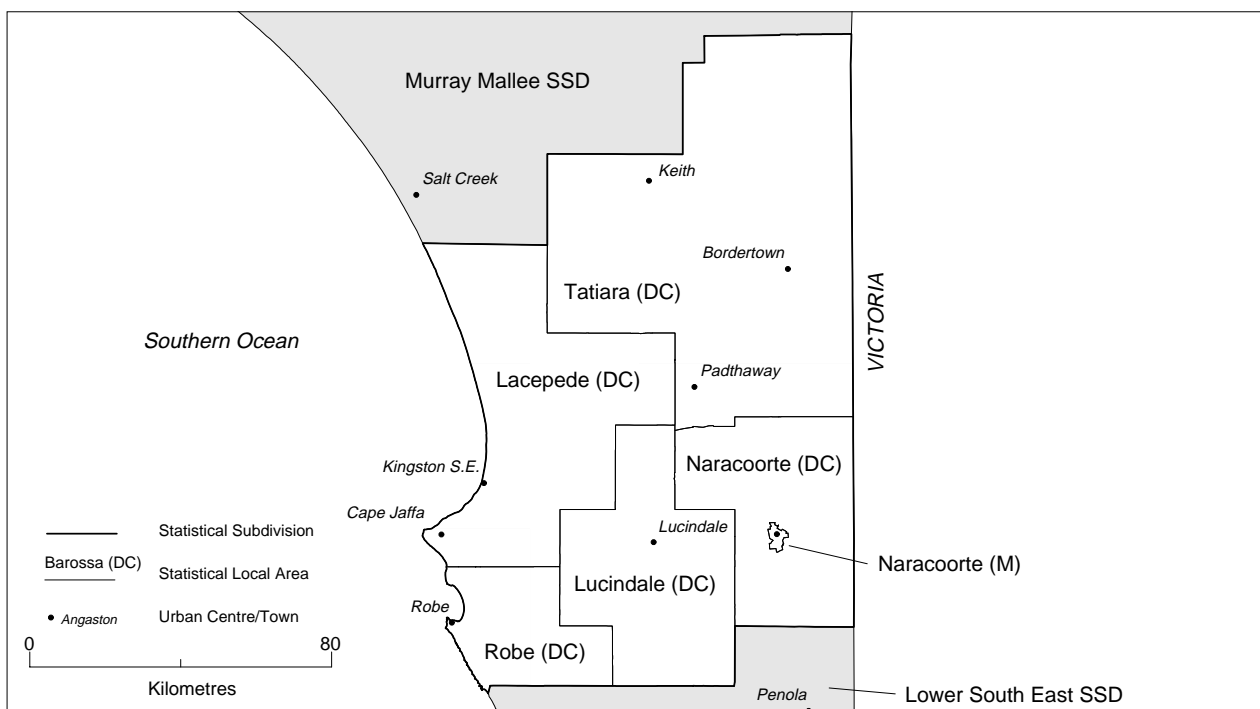 Murray Mallee SSD
Salt Creek
Keith
Bordertown
Tatiara (DC)
VICTORIA
Southern Ocean
Lacepede (DC)
Padthaway
Naracoorte (DC)
Kingston S.E.
Cape Jaffa
Lucindale
Statistical Subdivision
Barossa (DC)
Statistical Local Area
Naracoorte (M)
Lucindale (DC)
Robe
Angaston
Urban Centre/Town
0
80
Robe (DC)
Kilometres
Penola
Lower South East SSD